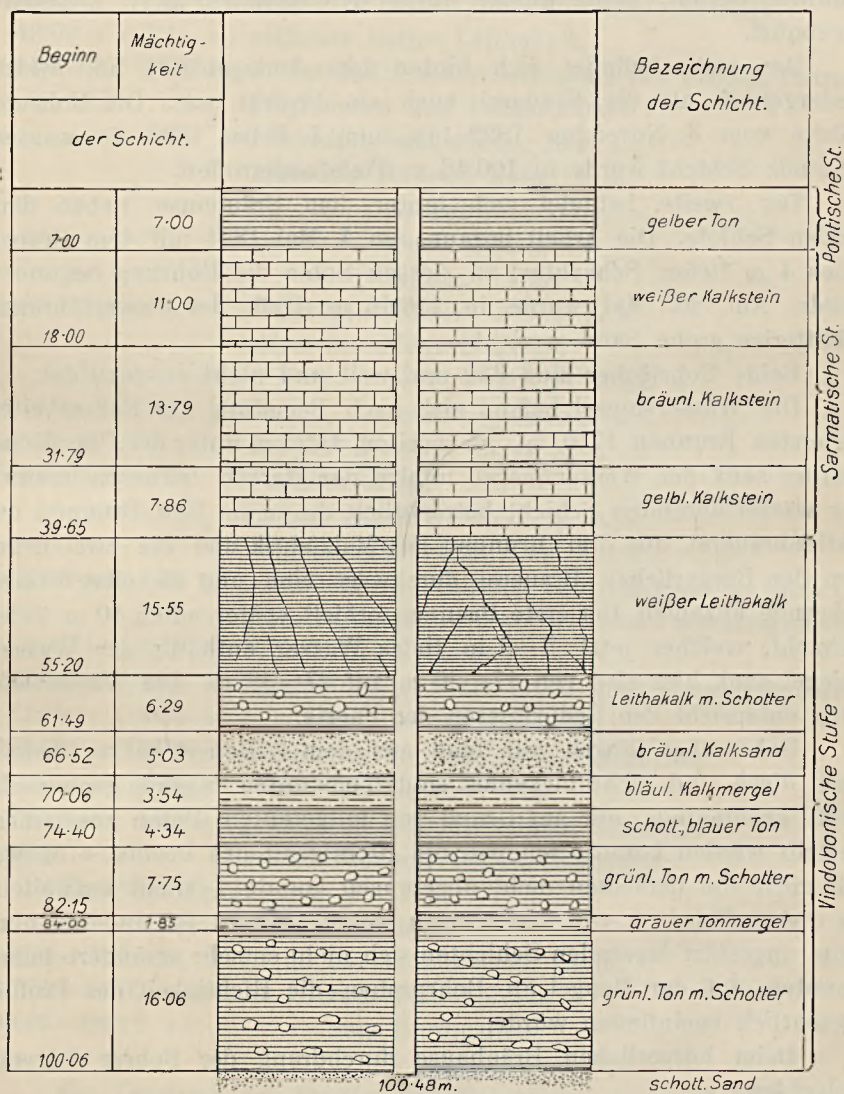 Beginn
Mächtig-
keit
der Schicht.
Bezeichnung
der Schicht.
7·00
7·00
gelber Ton
Pontische St.
11·00
18·00
weißer Kalkstein
13·79
31·79
bräunl. Kalkstein
Sarmatische St.
7·86
39·65
gelbl. Kalkstein
15·55
55·20
weißer Leithakalk
6·29
61·49
Leithakalk m. Schotter
66·52
5·03
bräunl. Kalksand
70·06
3·54
bläul. Kalkmergel
74·40
4·34
schott., blauer Ton
Vindobonische Stufe
7·75
82·15
grünl. Ton m. Schotter
84·00
1·85
grauer Tonmergel
16·06
100·06
grünl. Ton m. Schotter
100·48 m.
schott. Sand